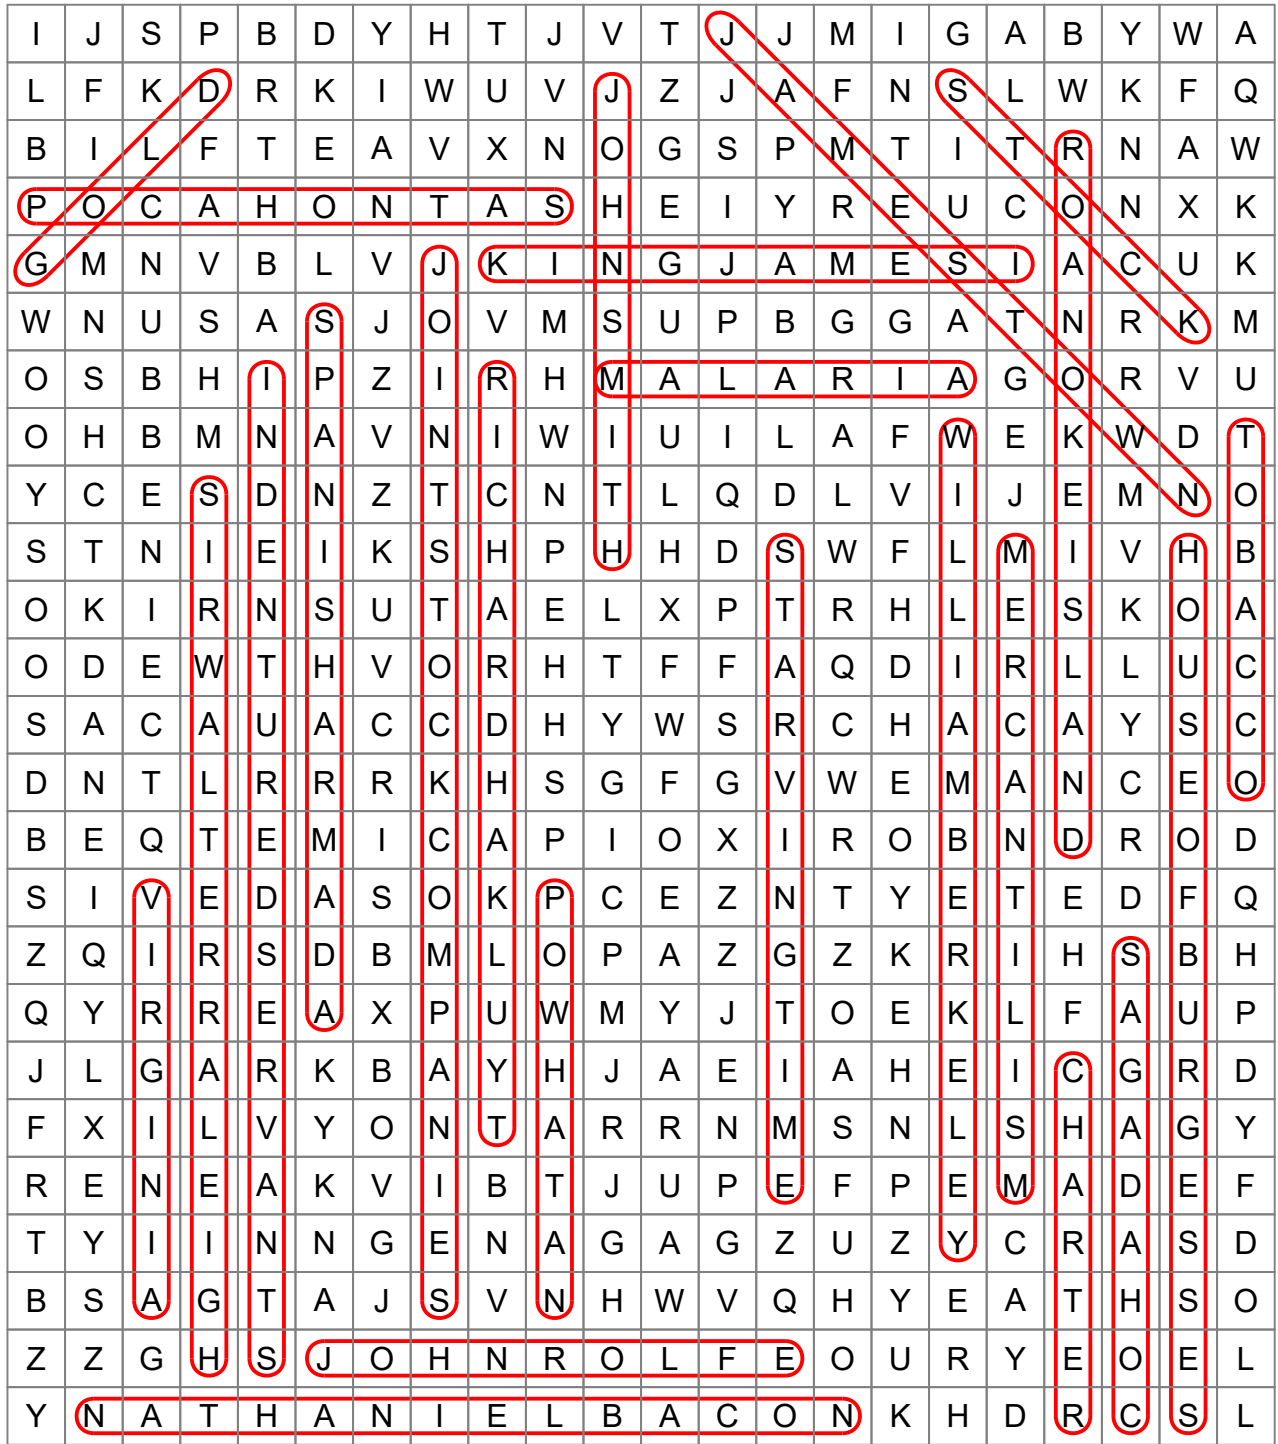 I J S P B D Y H T J V T J J M I G A B Y W A
L F K D R K I W U V J Z J A F N S L W K F Q
B I L F T E A V X N O G S P M T I T R N A W
P O C A H O N T A S H E I Y R E U C O N X K
G M N V B L V J K I N G J A M E S I A C U K
W N U S A S J O V M S U P B G G A T N R K M
O S B H I P Z I R H M A L A R I A G O R V U
O H B M N A V N I W I U I L A F W E K W D T
Y C E S D N Z T C N T L Q D L V I J E M N O
S T N I E I K S H P H H D S W F L M I V H B
O K I R N S U T A E L X P T R H L E S K O A
O D E W T H V O R H T F F A Q D I R L L U C
S A C A U A C C D H Y W S R C H A C A Y S C
D N T L R R R K H S G F G V W E M A N C E O
B E Q T E M I C A P I O X I R O B N D R O D
S I V E D A S O K P C E Z N T Y E T E D F Q
Z Q I R S D B M L O P A Z G Z K R I H S B H
Q Y R R E A X P U W M Y J T O E K L F A U P
J L G A R K B A Y H J A E I A H E I C G R D
F X I L V Y O N T A R R N M S N L S H A G Y
R E N E A K V I B T J U P E F P E M A D E F
T Y I I N N G E N A G A G Z U Z Y C R A S D
B S A G T A J S V N H W V Q H Y E A T H S O
Z Z G H S J O H N R O L F E O U R Y E O E L
Y N A T H A N I E L B A C O N K H D R C S L